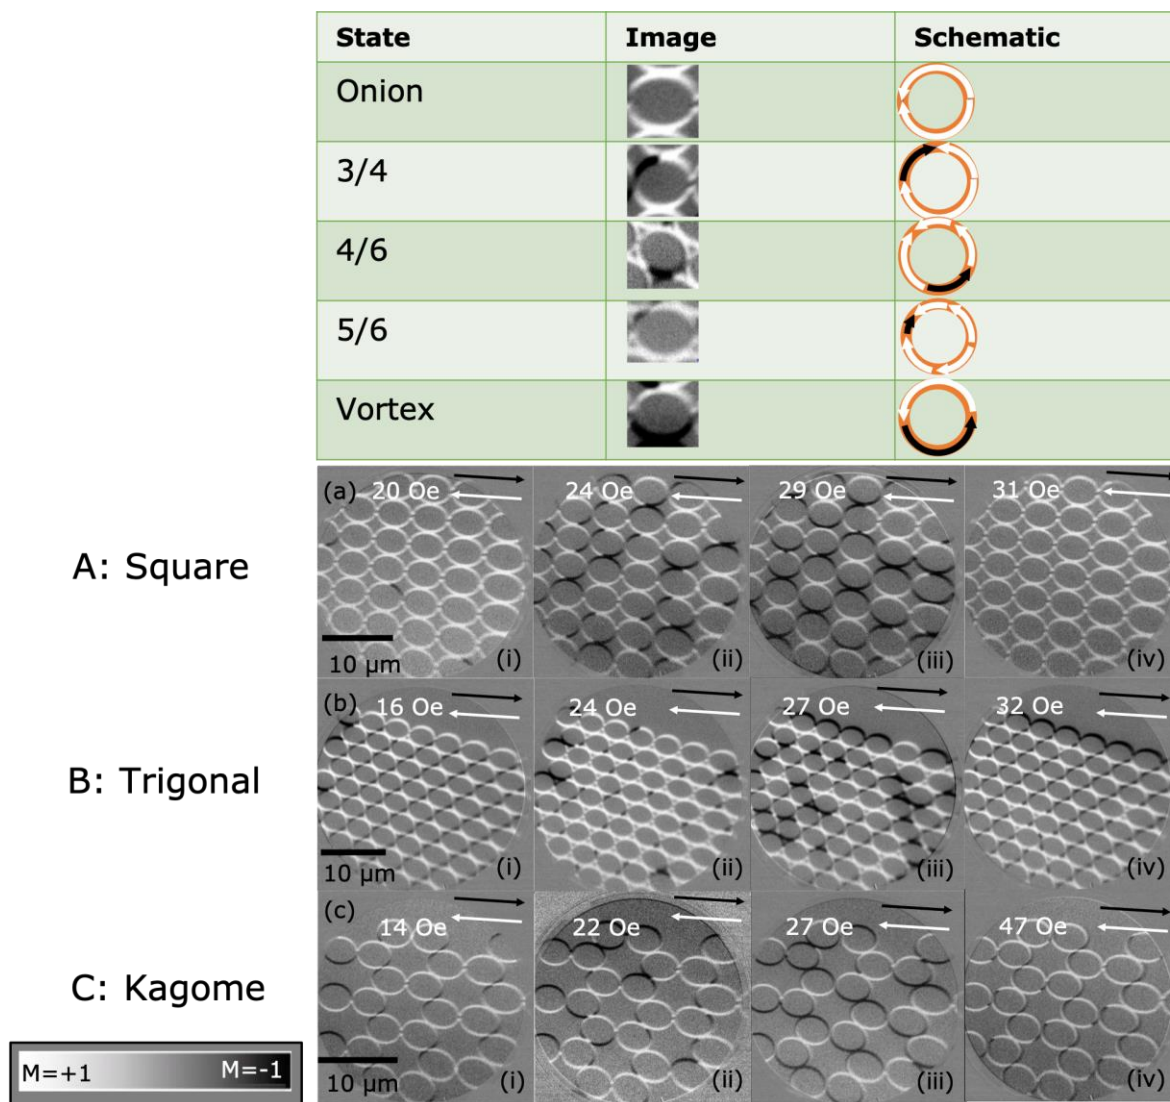 State Image Schematic
Onion
3/4
4/6
5/6
Vortex
A: Square
(a) 20 Oe 24 Oe 29 Oe 31 Oe
10 µm (i) (ii) (iii) (iv)
B: Trigonal
(b) 16 Oe 24 Oe 27 Oe 32 Oe
10 µm (i) (ii) (iii) (iv)
C: Kagome
(c) 14 Oe 22 Oe 27 Oe 47 Oe
10 µm (i) (ii) (iii) (iv)
M=+1 M=-1